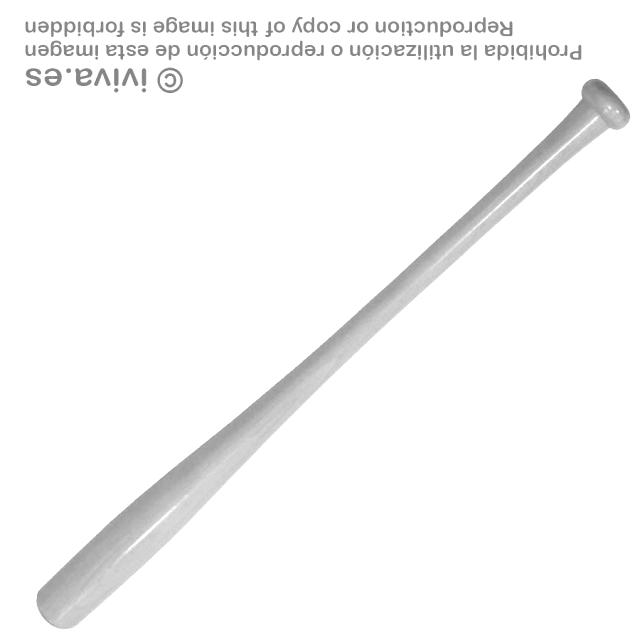 © iviva.es
Prohibida la utilización o reproducción de esta imagen
Reproduction or copy of this image is forbidden